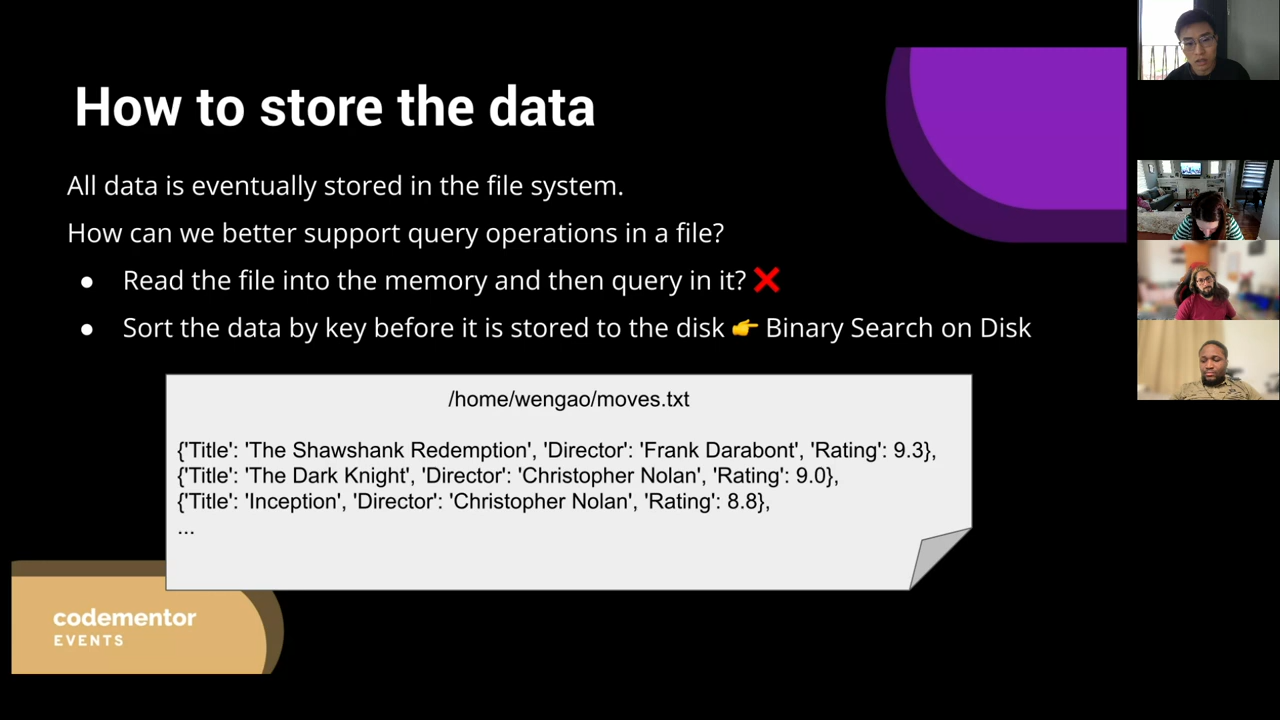 How to store the data
All data is eventually stored in the file system.
How can we better support query operations in a file?
● Read the file into the memory and then query in it? ❌
● Sort the data by key before it is stored to the disk 👉 Binary Search on Disk
/home/wengao/moves.txt
{'Title': 'The Shawshank Redemption', 'Director': 'Frank Darabont', 'Rating': 9.3},
{'Title': 'The Dark Knight', 'Director': 'Christopher Nolan', 'Rating': 9.0},
{'Title': 'Inception', 'Director': 'Christopher Nolan', 'Rating': 8.8},
...
codementor
EVENTS